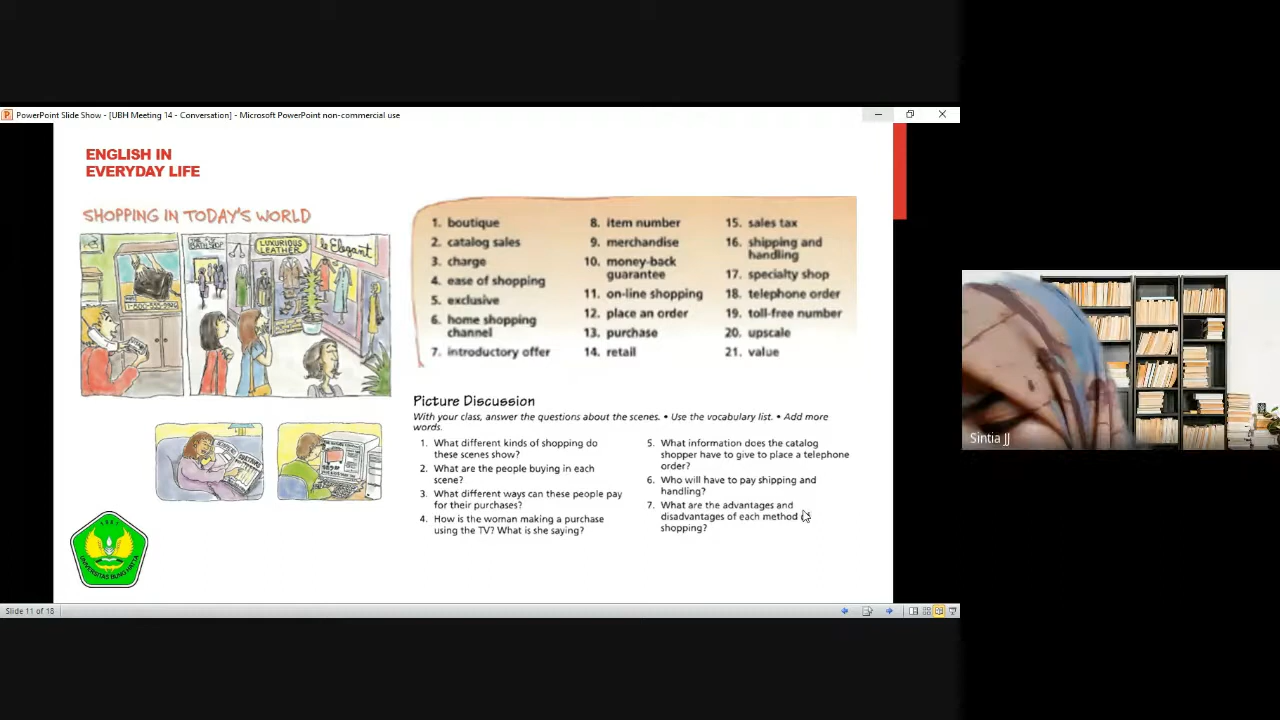 PowerPoint Slide Show - [UBH Meeting 14 - Conversation] - Microsoft PowerPoint non-commercial use
ENGLISH IN
EVERYDAY LIFE
SHOPPING IN TODAY'S WORLD
LUXURIOUS
LEATHER
le Elegant
1. boutique
2. catalog sales
3. charge
4. ease of shopping
5. exclusive
6. home shopping
channel
7. introductory offer
8. item number
9. merchandise
10. money-back
guarantee
11. on-line shopping
12. place an order
13. purchase
14. retail
15. sales tax
16. shipping and
handling
17. specialty shop
18. telephone order
19. toll-free number
20. upscale
21. value
Picture Discussion
With your class, answer the questions about the scenes. • Use the vocabulary list. • Add more
words.
1. What different kinds of shopping do
these scenes show?
2. What are the people buying in each
scene?
3. What different ways can these people pay
for their purchases?
4. How is the woman making a purchase
using the TV? What is she saying?
5. What information does the catalog
shopper have to give to place a telephone
order?
6. Who will have to pay shipping and
handling?
7. What are the advantages and
disadvantages of each method
shopping?
UNIVERSITAS BUNG HATTA
Slide 11 of 18
Sintia JJ